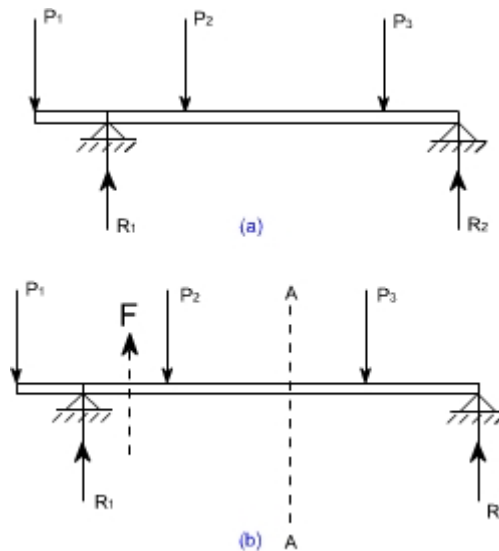 P₁ P₂ P₃
R₁ R₂
(a)
P₁ F P₂ A P₃
R₁ R
A
(b)